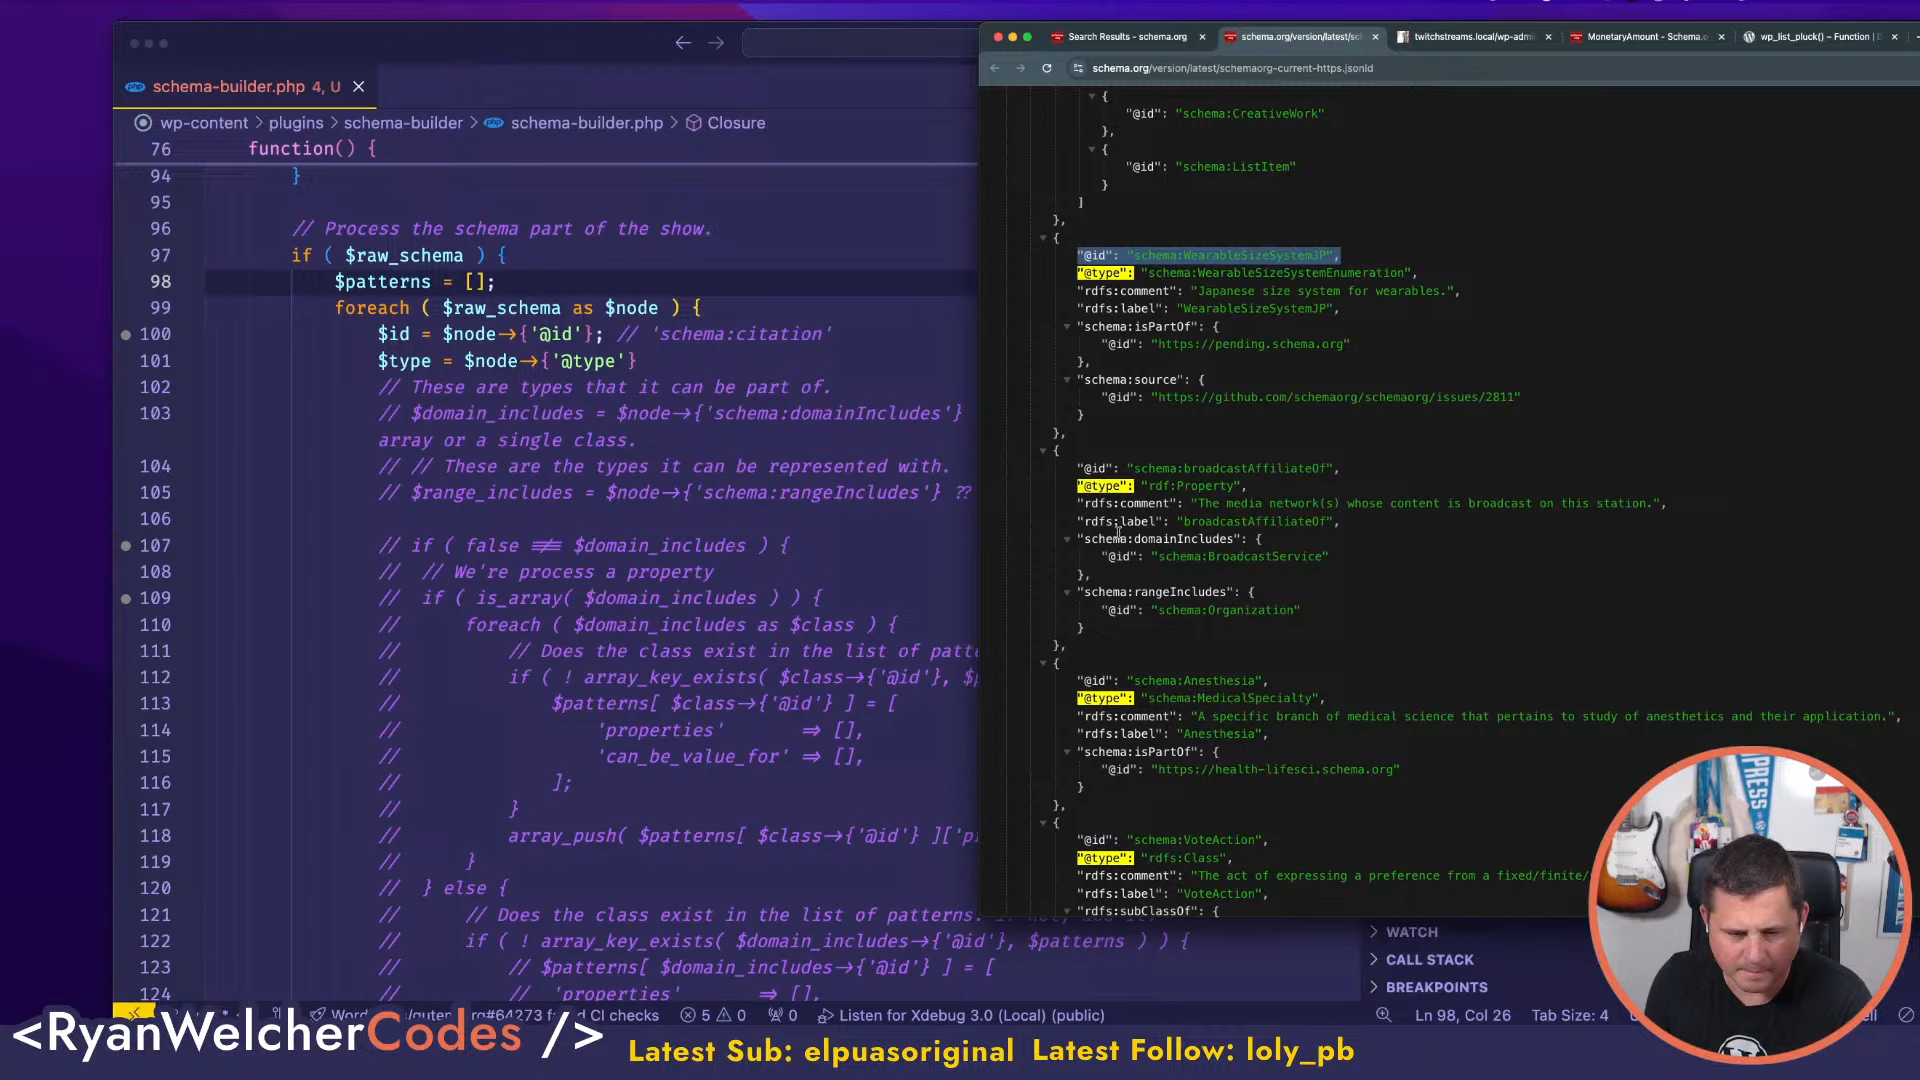 schema-builder.php 4, U
wp-content > plugins > schema-builder > schema-builder.php > Closure
76 function() {
94 }
95
96 // Process the schema part of the show.
97 if ( $raw_schema ) {
98 $patterns = [];
99 foreach ( $raw_schema as $node ) {
100 $id = $node->{'@id'}; // 'schema:citation'
101 $type = $node->{'@type'}
102 // These are types that it can be part of.
103 // $domain_includes = $node->{'schema:domainIncludes'}
array or a single class.
104 // // These are the types it can be represented with.
105 // $range_includes = $node->{'schema:rangeIncludes'} ??
106
107 // if ( false !== $domain_includes ) {
108 // // We're process a property
109 // if ( is_array( $domain_includes ) ) {
110 // foreach ( $domain_includes as $class ) {
111 // // Does the class exist in the list of
112 // if ( ! array_key_exists( $class->{'@id'},
113 // $patterns[ $class->{'@id'} ] = [
114 // 'properties' => [],
115 // 'can_be_value_for' => [],
116 // ];
117 // }
118 // array_push( $patterns[ $class->{'@id'} ]
119 // }
120 // } else {
121 // // Does the class exist in the list of patterns.
122 // if ( ! array_key_exists( $domain_includes->{'@id'}, $patterns ) ) {
123 // // $patterns[ $domain_includes->{'@id'} ] = [
124 // // 'properties' => [],
Search Results - schema.org
schema.org/version/latest/sc
twitchstreams.local/wp-admin
MonetaryAmount - Schema.o
wp_list_pluck() – Function |
schema.org/version/latest/schemaorg-current-https.jsonld
{
"@id": "schema:CreativeWork"
},
{
"@id": "schema:ListItem"
}
]
},
{
"@id": "schema:WearableSizeSystemJP",
"@type": "schema:WearableSizeSystemEnumeration",
"rdfs:comment": "Japanese size system for wearables.",
"rdfs:label": "WearableSizeSystemJP",
"schema:isPartOf": {
"@id": "https://pending.schema.org"
},
"schema:source": {
"@id": "https://github.com/schemaorg/schemaorg/issues/2811"
}
},
{
"@id": "schema:broadcastAffiliateOf",
"@type": "rdf:Property",
"rdfs:comment": "The media network(s) whose content is broadcast on this station.",
"rdfs:label": "broadcastAffiliateOf",
"schema:domainIncludes": {
"@id": "schema:BroadcastService"
},
"schema:rangeIncludes": {
"@id": "schema:Organization"
}
},
{
"@id": "schema:Anesthesia",
"@type": "schema:MedicalSpecialty",
"rdfs:comment": "A specific branch of medical science that pertains to study of anesthetics and their application.",
"rdfs:label": "Anesthesia",
"schema:isPartOf": {
"@id": "https://health-lifesci.schema.org"
}
},
{
"@id": "schema:VoteAction",
"@type": "rdfs:Class",
"rdfs:comment": "The act of expressing a preference from a fixed/finite/
"rdfs:label": "VoteAction",
"rdfs:subClassOf": {
WATCH
CALL STACK
BREAKPOINTS
CI checks 5 0 0 Listen for Xdebug 3.0 (Local) (public) Ln 98, Col 26 Tab Size: 4
<RyanWelcherCodes />
Latest Sub: elpuasoriginal Latest Follow: loly_pb